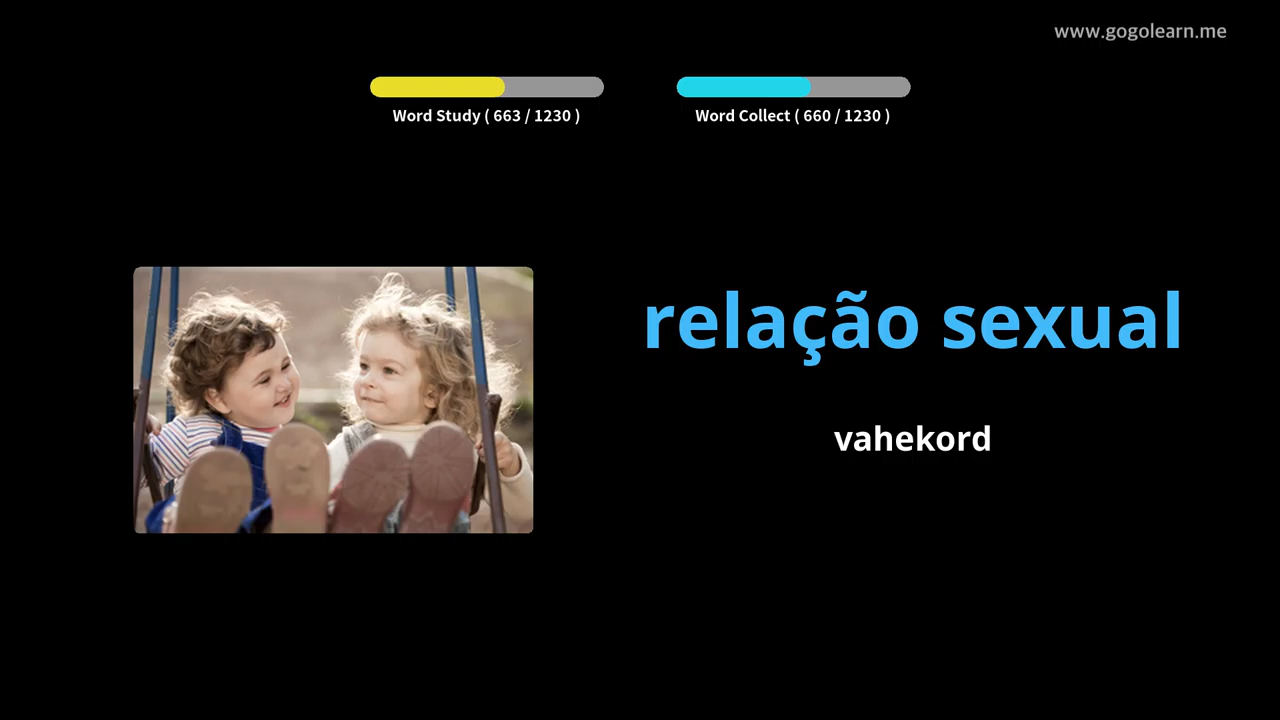 www.gogolearn.me
Word Study ( 663 / 1230 )
Word Collect ( 660 / 1230 )
relação sexual
vahekord